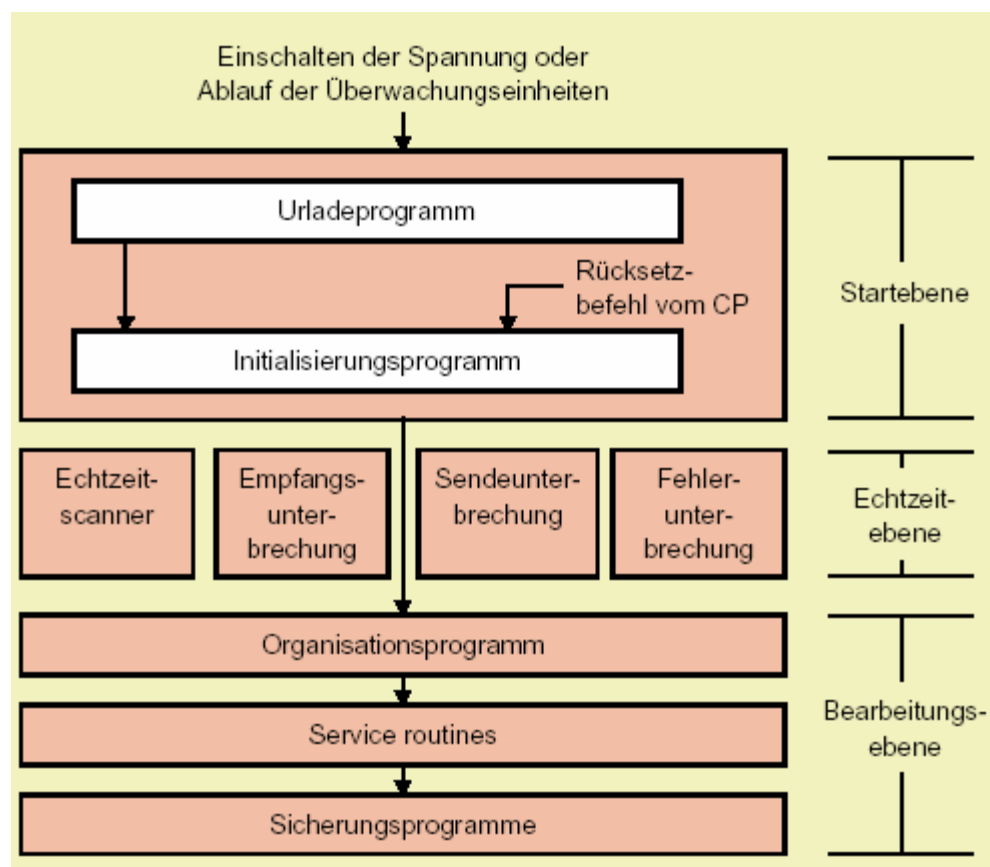 Einschalten der Spannung oder
Ablauf der Überwachungseinheiten
Urladeprogramm
Rücksetz-
befehl vom CP
Initialisierungsprogramm
Startebene
Echtzeit-
scanner
Empfangs-
unter-
brechung
Sendeunter-
brechung
Fehler-
unter-
brechung
Echtzeit-
ebene
Organisationsprogramm
Service routines
Sicherungsprogramme
Bearbeitungs-
ebene